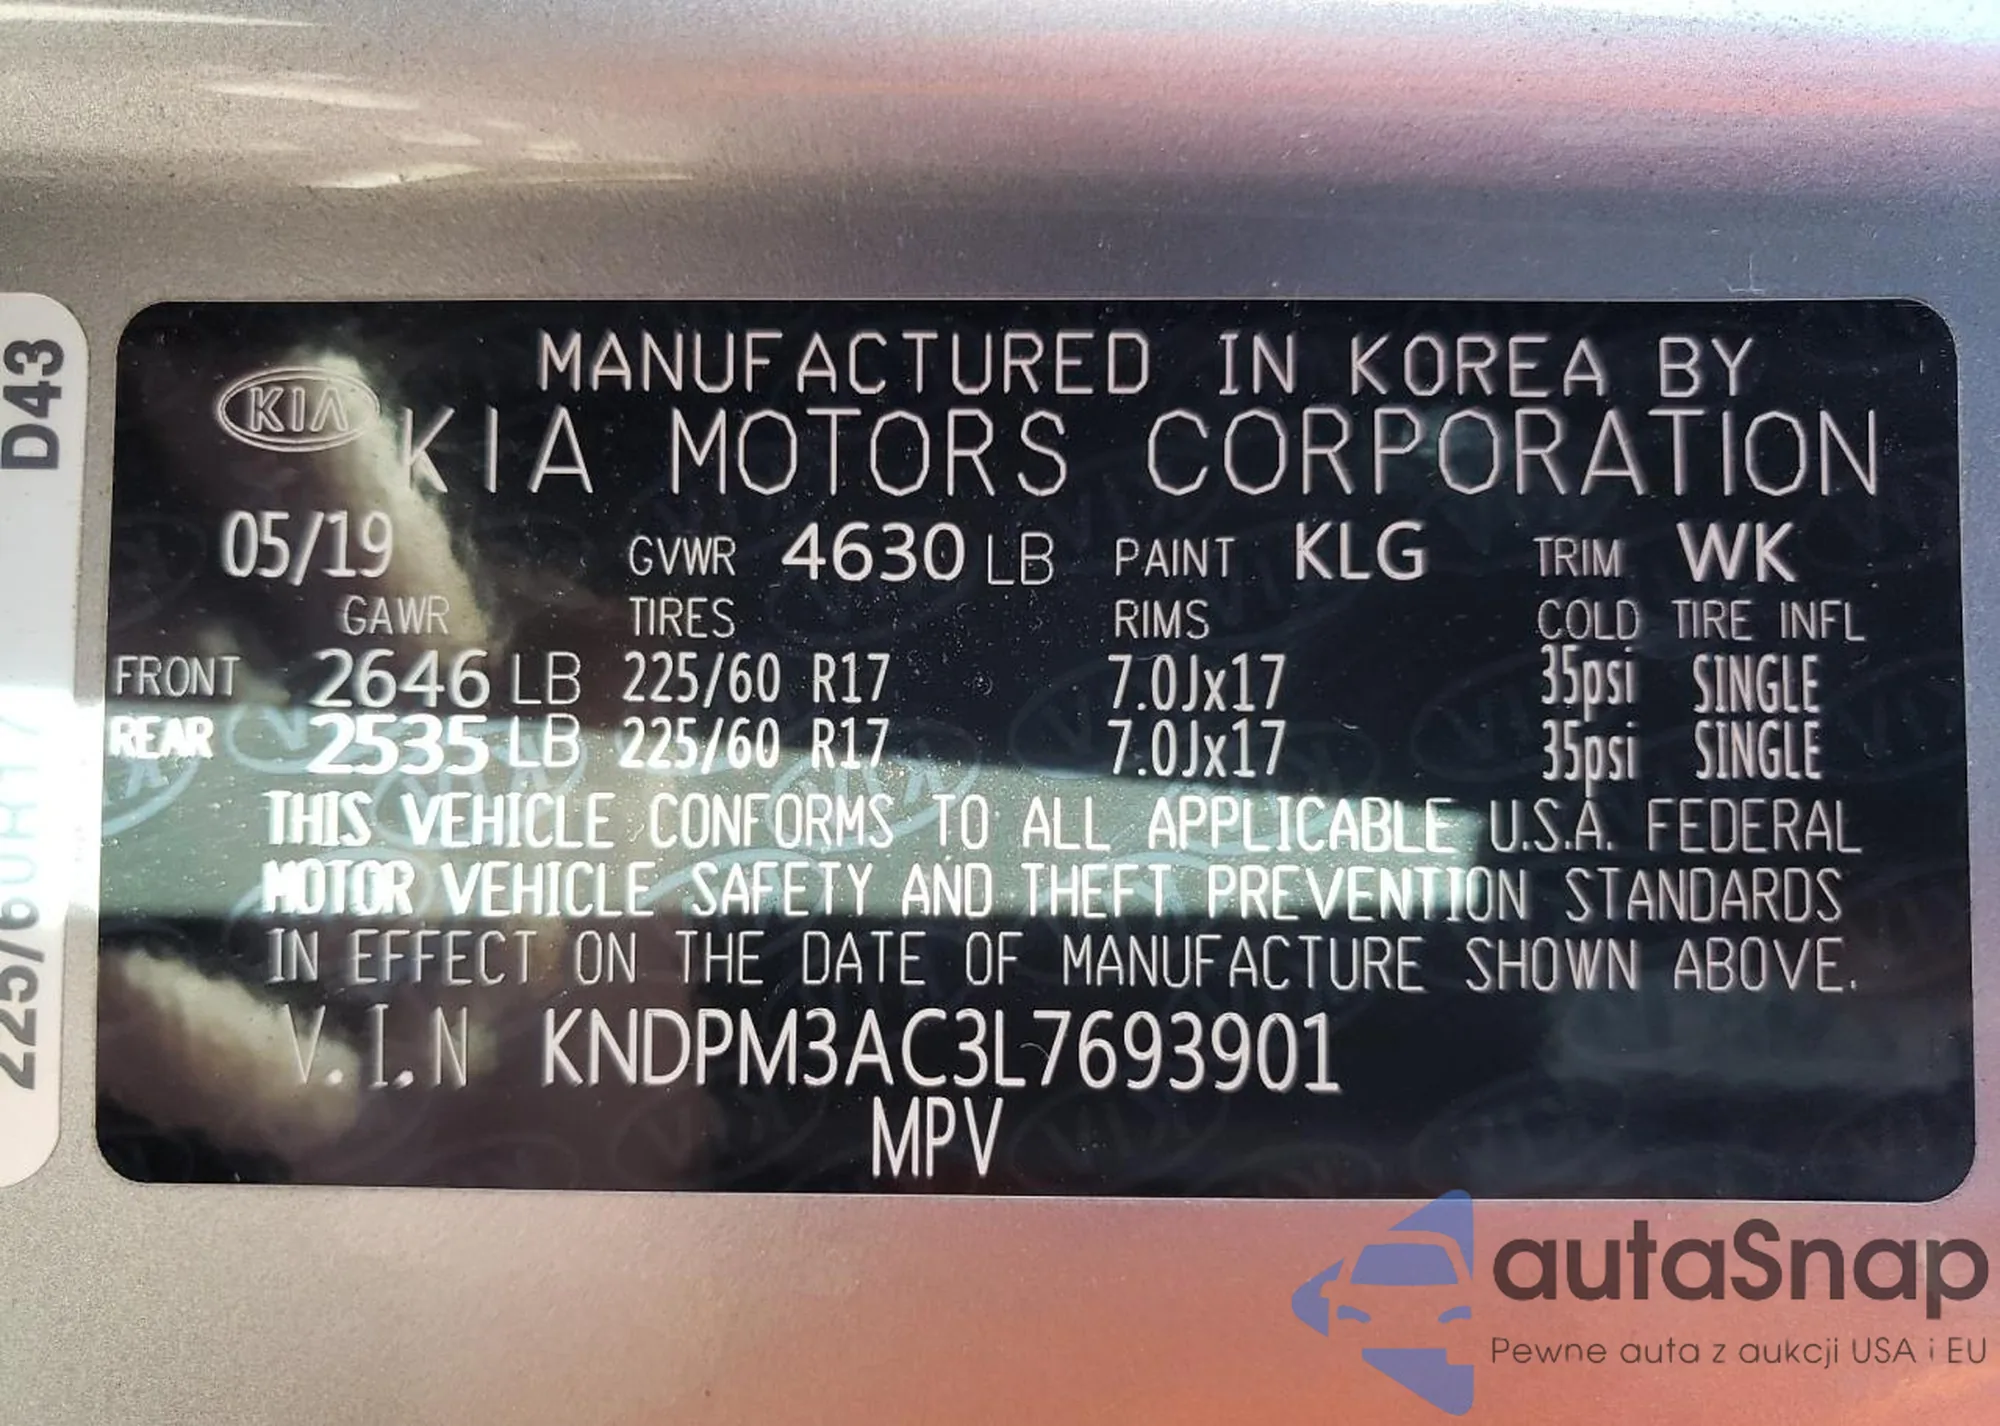 MANUFACTURED IN KOREA BY
KIA KIA MOTORS CORPORATION
05/19 GVWR 4630 LB PAINT KLG TRIM WK
GAWR TIRES RIMS COLD TIRE INFL
FRONT 2646 LB 225/60 R17 7.0Jx17 35psi SINGLE
REAR 2535 LB 225/60 R17 7.0Jx17 35psi SINGLE
THIS VEHICLE CONFORMS TO ALL APPLICABLE U.S.A. FEDERAL
MOTOR VEHICLE SAFETY AND THEFT PREVENTION STANDARDS
IN EFFECT ON THE DATE OF MANUFACTURE SHOWN ABOVE.
V.I.N KNDPM3AC3L7693901
MPV
225/60R17 D43
autaSnap
Pewne auta z aukcji USA i EU